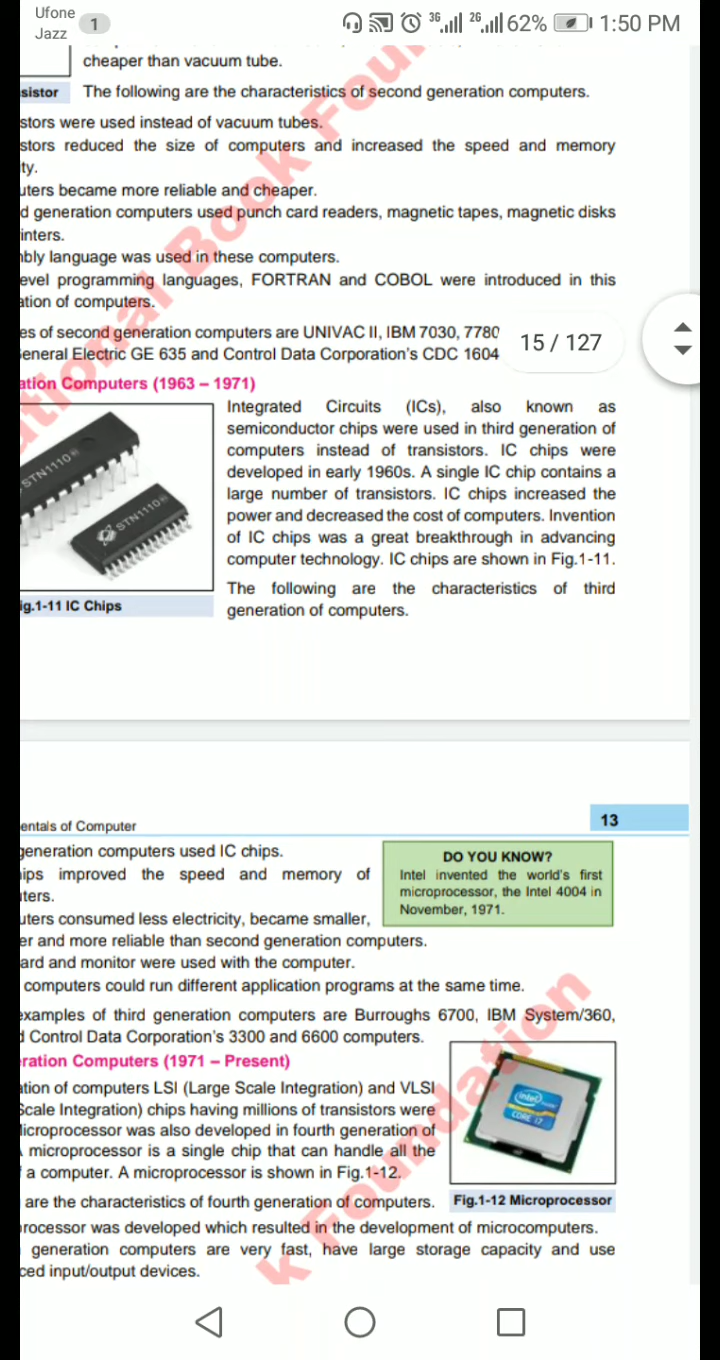 Ufone
Jazz
1
3G
2G
62%
1:50 PM
cheaper than vacuum tube.
sistor
The following are the characteristics of second generation computers.
stors were used instead of vacuum tubes.
stors reduced the size of computers and increased the speed and memory
ty.
uters became more reliable and cheaper.
d generation computers used punch card readers, magnetic tapes, magnetic disks
inters.
bly language was used in these computers.
evel programming languages, FORTRAN and COBOL were introduced in this
ation of computers.
es of second generation computers are UNIVAC II, IBM 7030, 7780
eneral Electric GE 635 and Control Data Corporation's CDC 1604
15 / 127
ation Computers (1963 – 1971)
Integrated Circuits (ICs), also known as
semiconductor chips were used in third generation of
computers instead of transistors. IC chips were
developed in early 1960s. A single IC chip contains a
large number of transistors. IC chips increased the
power and decreased the cost of computers. Invention
of IC chips was a great breakthrough in advancing
computer technology. IC chips are shown in Fig.1-11.
STN1110
STN1110
ig.1-11 IC Chips
The following are the characteristics of third
generation of computers.
ational Book Foun
entals of Computer
13
generation computers used IC chips.
ips improved the speed and memory of
uters.
uters consumed less electricity, became smaller,
er and more reliable than second generation computers.
ard and monitor were used with the computer.
computers could run different application programs at the same time.
DO YOU KNOW?
Intel invented the world's first
microprocessor, the Intel 4004 in
November, 1971.
examples of third generation computers are Burroughs 6700, IBM System/360,
d Control Data Corporation's 3300 and 6600 computers.
ration Computers (1971 – Present)
ation of computers LSI (Large Scale Integration) and VLSI
Scale Integration) chips having millions of transistors were
Microprocessor was also developed in fourth generation of
A microprocessor is a single chip that can handle all the
f a computer. A microprocessor is shown in Fig.1-12.
intel
CORE i7
are the characteristics of fourth generation of computers.
Fig.1-12 Microprocessor
rocessor was developed which resulted in the development of microcomputers.
generation computers are very fast, have large storage capacity and use
ced input/output devices.
k Foundation